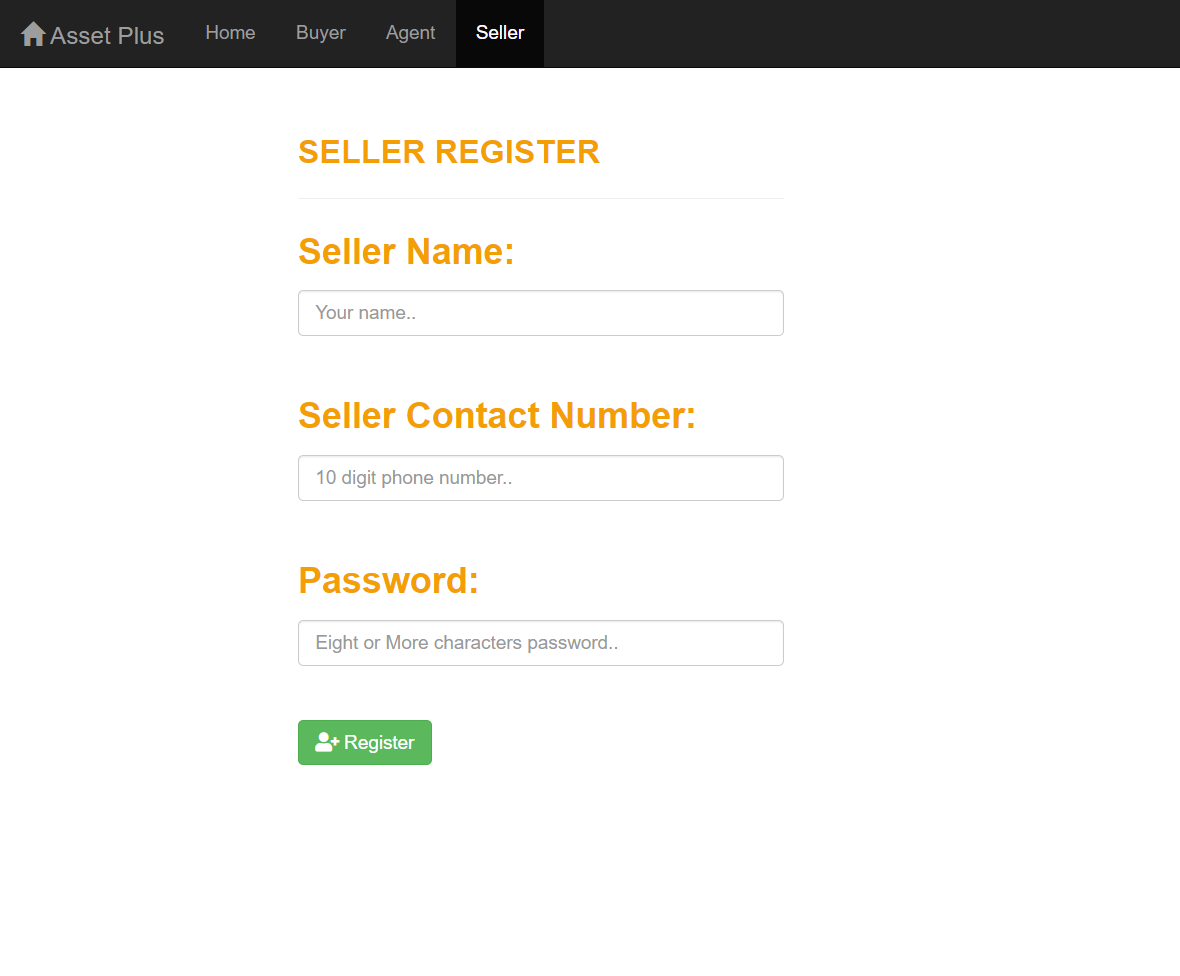 Asset Plus Home Buyer Agent Seller
SELLER REGISTER
Seller Name:
Your name..
Seller Contact Number:
10 digit phone number..
Password:
Eight or More characters password..
Register